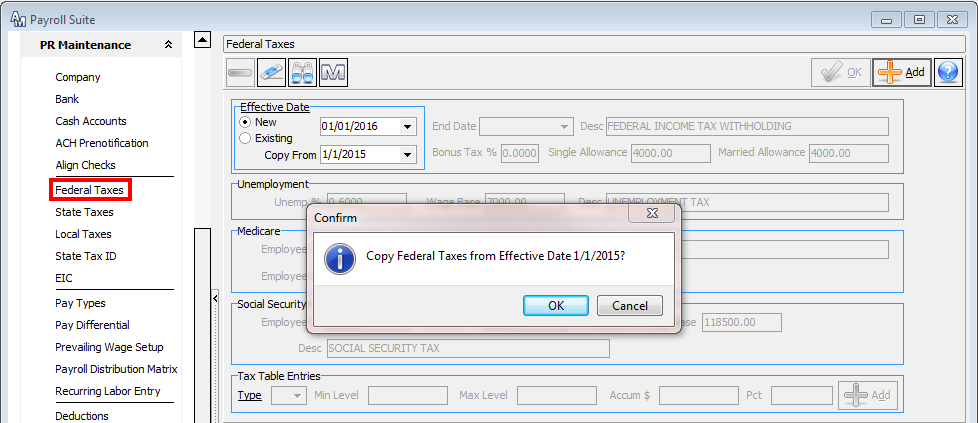 AM Payroll Suite
PR Maintenance
Company
Bank
Cash Accounts
ACH Prenotification
Align Checks
Federal Taxes
State Taxes
Local Taxes
State Tax ID
EIC
Pay Types
Pay Differential
Prevailing Wage Setup
Payroll Distribution Matrix
Recurring Labor Entry
Deductions
Federal Taxes
M OK Add ?
Effective Date
New 01/01/2016 End Date Desc FEDERAL INCOME TAX WITHHOLDING
Existing
Copy From 1/1/2015 Bonus Tax % 0.0000 Single Allowance 4000.00 Married Allowance 4000.00
Unemployment
Unemp % 0.6000 Wage Base 7000.00 Desc UNEMPLOYMENT TAX
Confirm
Copy Federal Taxes from Effective Date 1/1/2015?
OK Cancel
Medicare
Employee
Employe
Social Security
Employee ase 118500.00
Desc SOCIAL SECURITY TAX
Tax Table Entries
Type Min Level Max Level Accum $ Pct Add